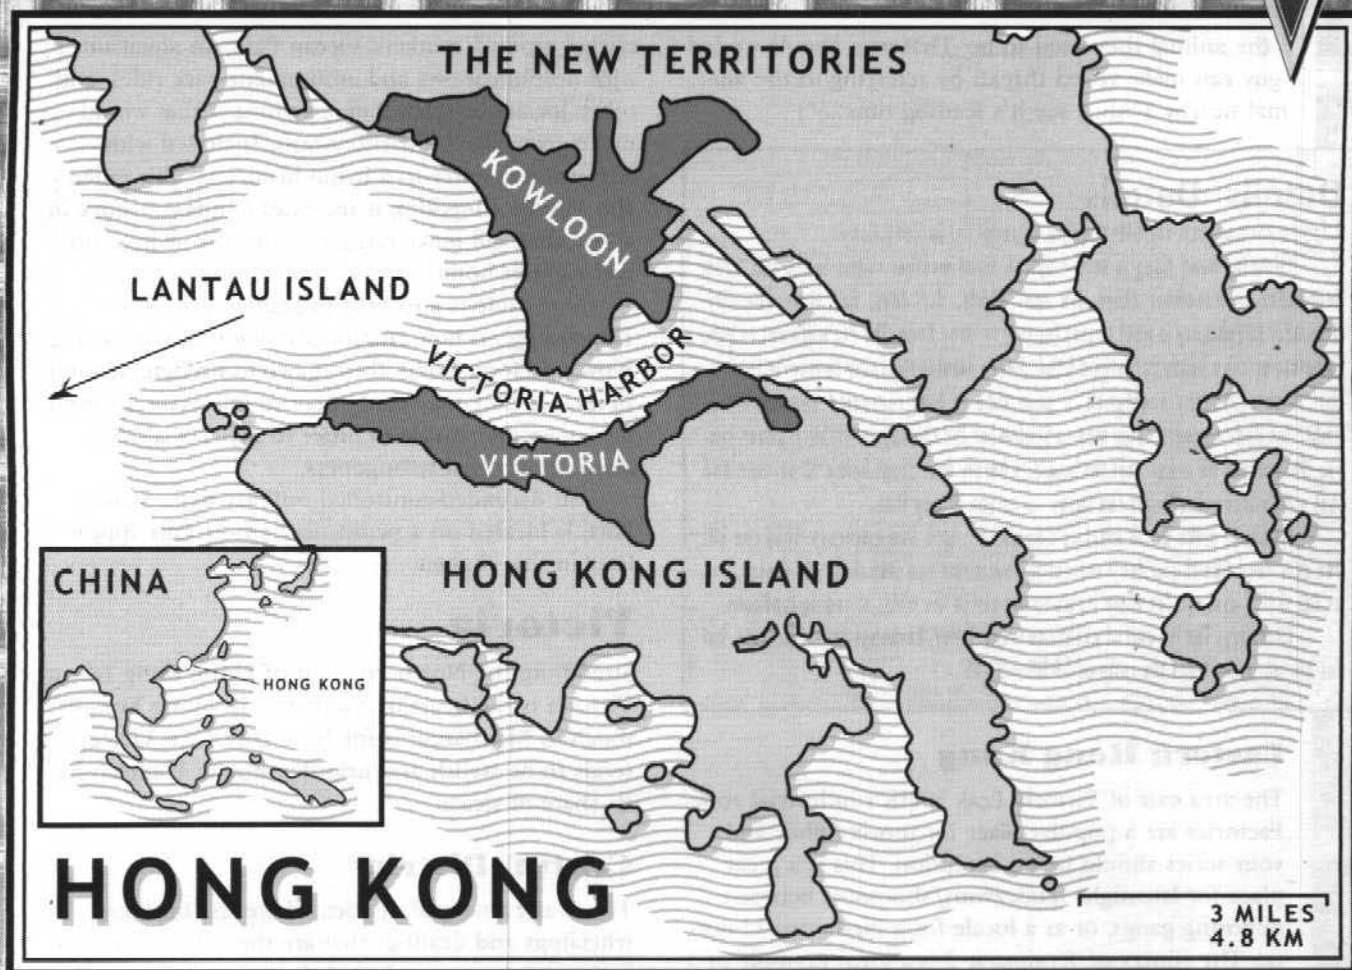 THE NEW TERRITORIES
KOWLOON
LANTAU ISLAND
VICTORIA HARBOR
VICTORIA
HONG KONG ISLAND
CHINA
HONG KONG
HONG KONG
3 MILES
4.8 KM